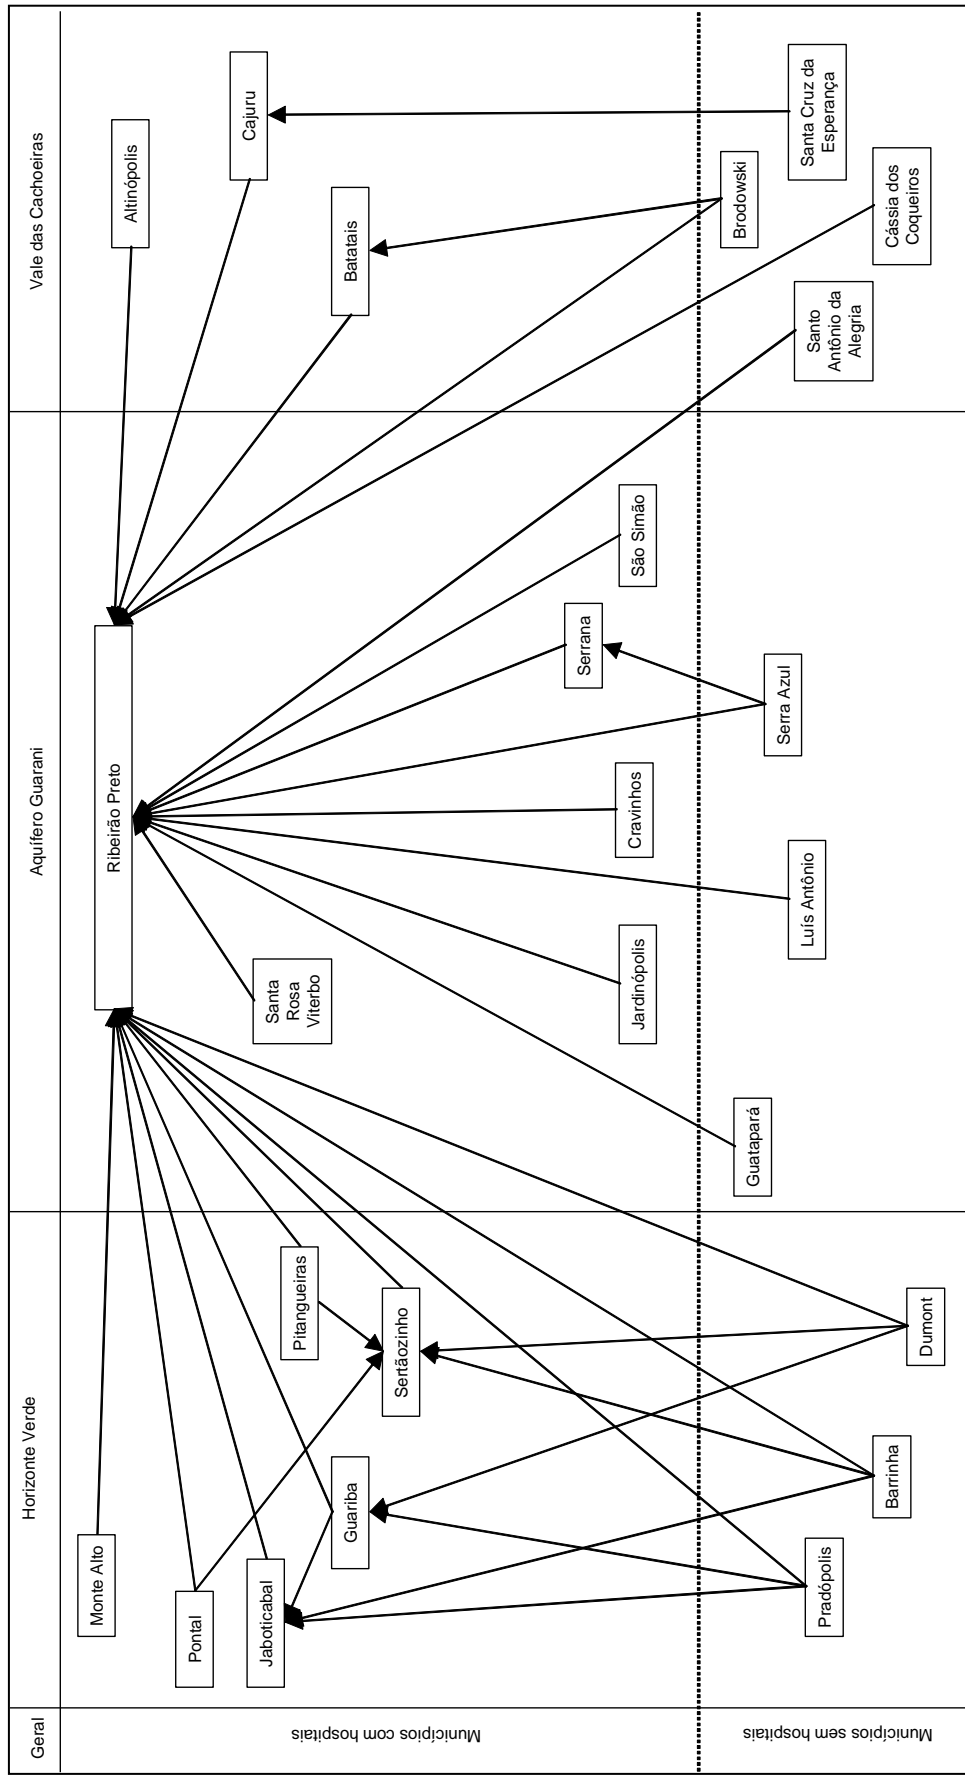 Geral
Horizonte Verde
Aquífero Guarani
Vale das Cachoeiras
Municípios com hospitais
Monte Alto
Ribeirão Preto
Altinópolis
Pontal
Cajuru
Jaboticabal
Pitangueiras
Santa
Rosa
Viterbo
Guariba
Batatais
Sertãozinho
Serrana
Jardinópolis
Cravinhos
São Simão
Municípios sem hospitais
Brodowski
Guatapará
Serra Azul
Luís Antônio
Santo
Antônio da
Alegria
Santa Cruz da
Esperança
Pradópolis
Barrinha
Cássia dos
Coqueiros
Dumont